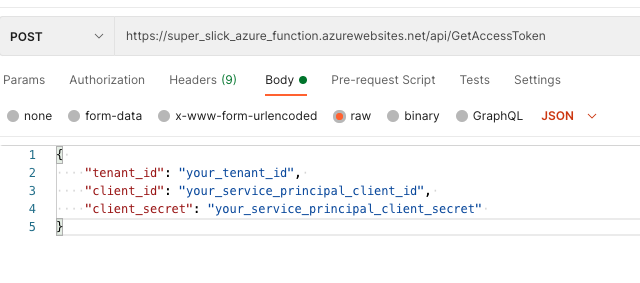 POST https://super_slick_azure_function.azurewebsites.net/api/GetAccessToken
Params Authorization Headers (9) Body Pre-request Script Tests Settings
none form-data x-www-form-urlencoded raw binary GraphQL JSON
1 {
2 "tenant_id": "your_tenant_id",
3 "client_id": "your_service_principal_client_id",
4 "client_secret": "your_service_principal_client_secret"
5 }